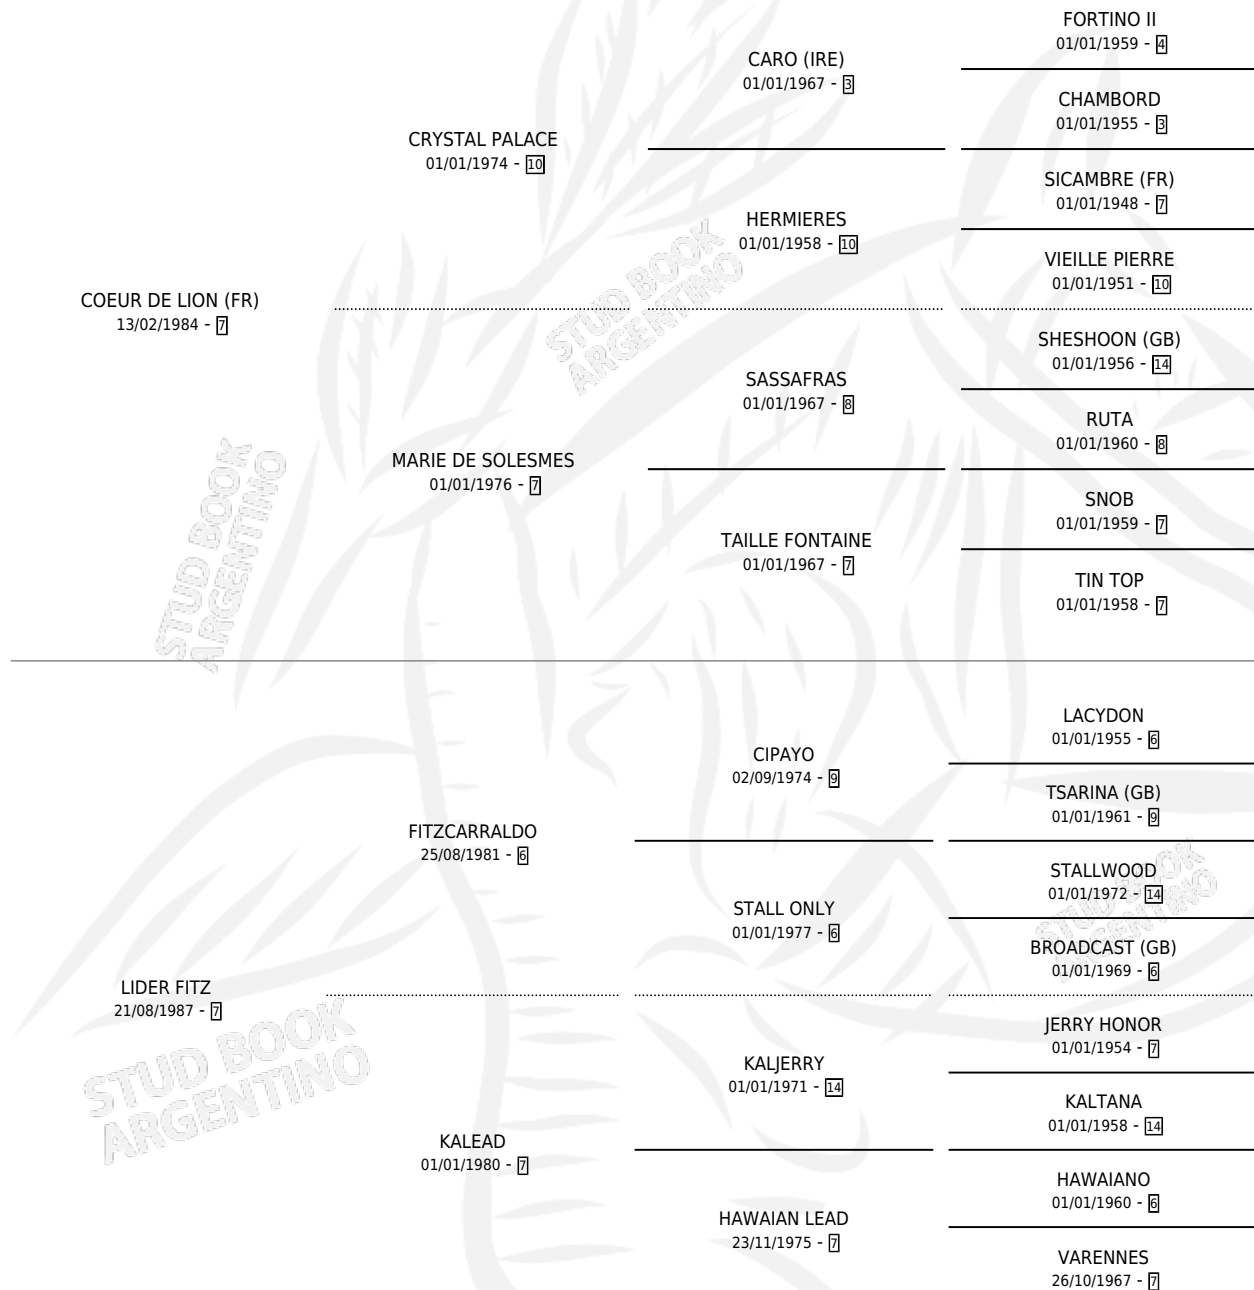 FORTINO II
01/01/1959 - 4
CARO (IRE)
01/01/1967 - 3
CHAMBORD
01/01/1955 - 3
CRYSTAL PALACE
01/01/1974 - 10
SICAMBRE (FR)
01/01/1948 - 7
HERMIERES
01/01/1958 - 10
VIEILLE PIERRE
01/01/1951 - 10
COEUR DE LION (FR)
13/02/1984 - 7
SHESHOON (GB)
01/01/1956 - 14
SASSAFRAS
01/01/1967 - 8
RUTA
01/01/1960 - 8
MARIE DE SOLESMES
01/01/1976 - 7
SNOB
01/01/1959 - 7
TAILLE FONTAINE
01/01/1967 - 7
TIN TOP
01/01/1958 - 7
STUD BOOK
ARGENTINO
STUD BOOK
ARGENTINO
LACYDON
01/01/1955 - 6
CIPAYO
02/09/1974 - 9
TSARINA (GB)
01/01/1961 - 9
FITZCARRALDO
25/08/1981 - 6
STALLWOOD
01/01/1972 - 14
STALL ONLY
01/01/1977 - 6
BROADCAST (GB)
01/01/1969 - 6
LIDER FITZ
21/08/1987 - 7
JERRY HONOR
01/01/1954 - 7
KALJERRY
01/01/1971 - 14
KALTANA
01/01/1958 - 14
KALEAD
01/01/1980 - 7
HAWAIANO
01/01/1960 - 6
HAWAIAN LEAD
23/11/1975 - 7
VARENNES
26/10/1967 - 7
STUD BOOK
ARGENTINO
STUD BOOK
ARGENTINO